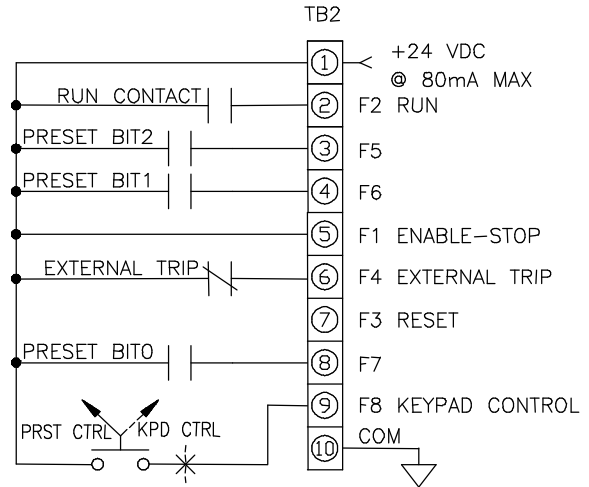 TB2
1 +24 VDC
@ 80mA MAX
RUN CONTACT 2 F2 RUN
PRESET BIT2 3 F5
PRESET BIT1 4 F6
5 F1 ENABLE-STOP
EXTERNAL TRIP 6 F4 EXTERNAL TRIP
7 F3 RESET
PRESET BIT0 8 F7
9 F8 KEYPAD CONTROL
PRST CTRL KPD CTRL
10 COM